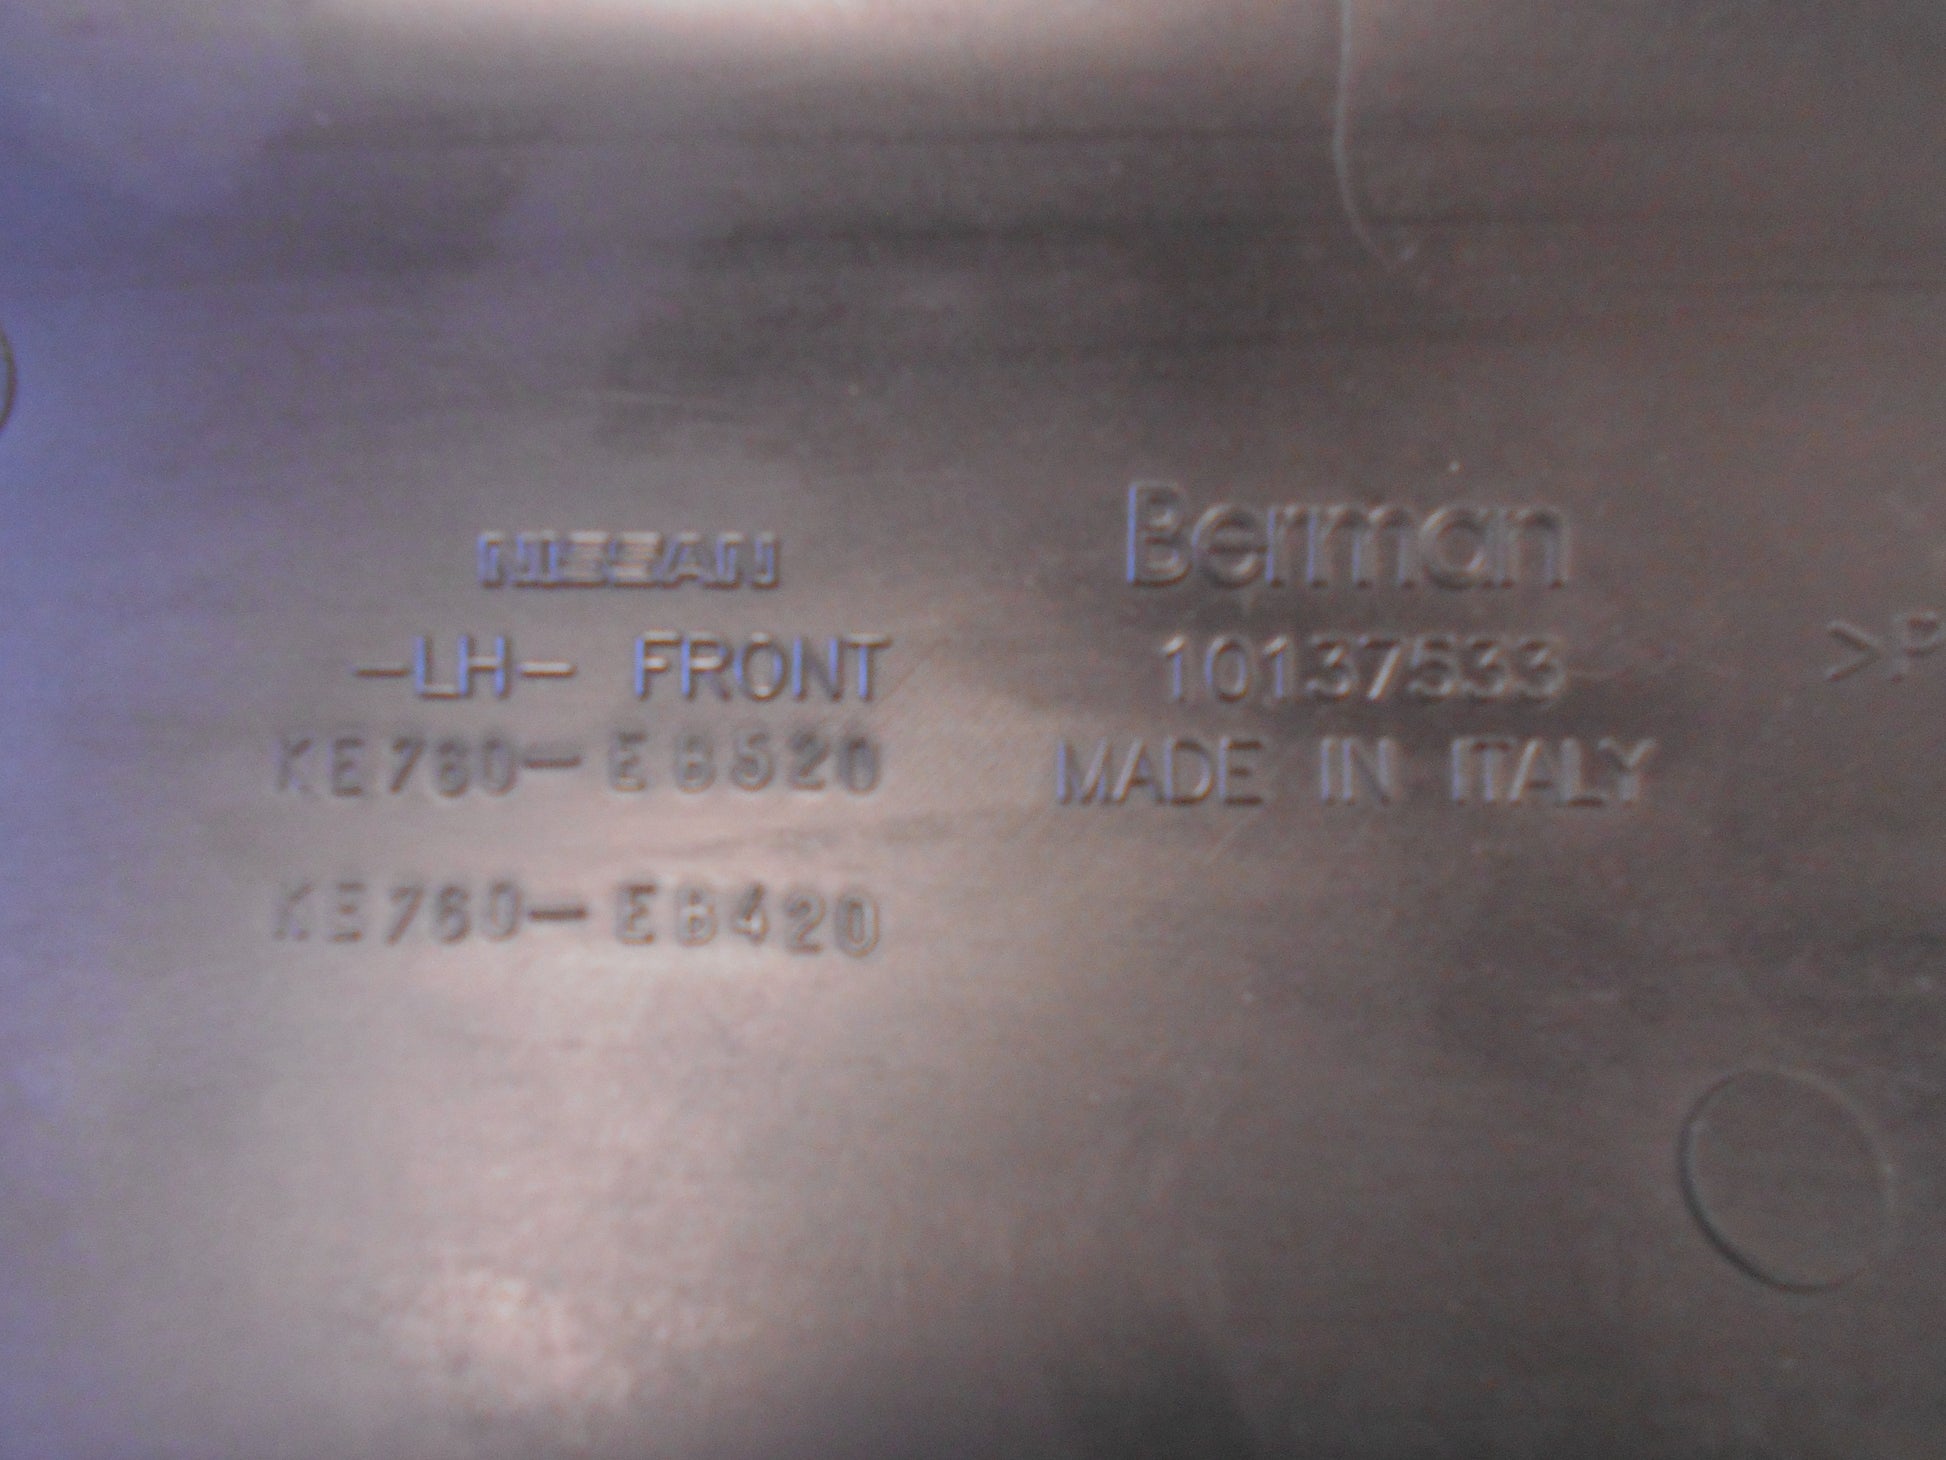 NISSAN
-LH- FRONT
KE760-EB520
KE760-EB420
Berman
10137533
MADE IN ITALY
>P